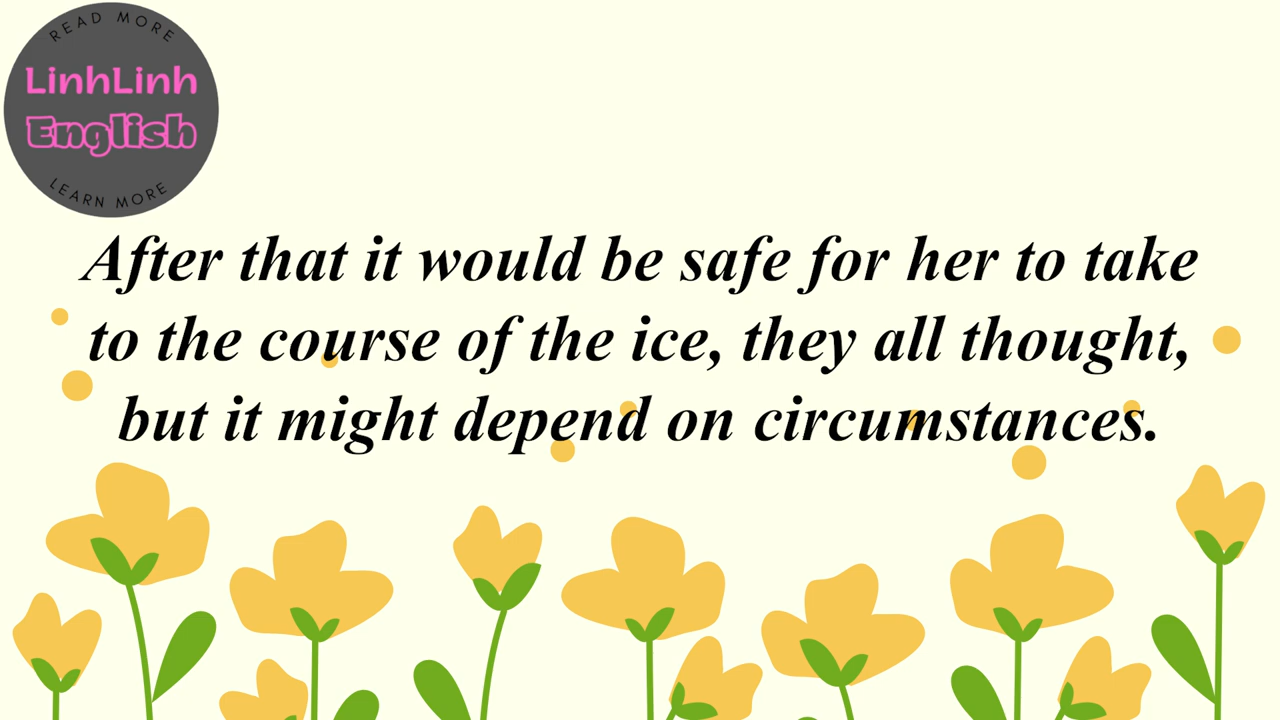 READ MORE
LinhLinh
English
LEARN MORE
After that it would be safe for her to take
to the course of the ice, they all thought,
but it might depend on circumstances.